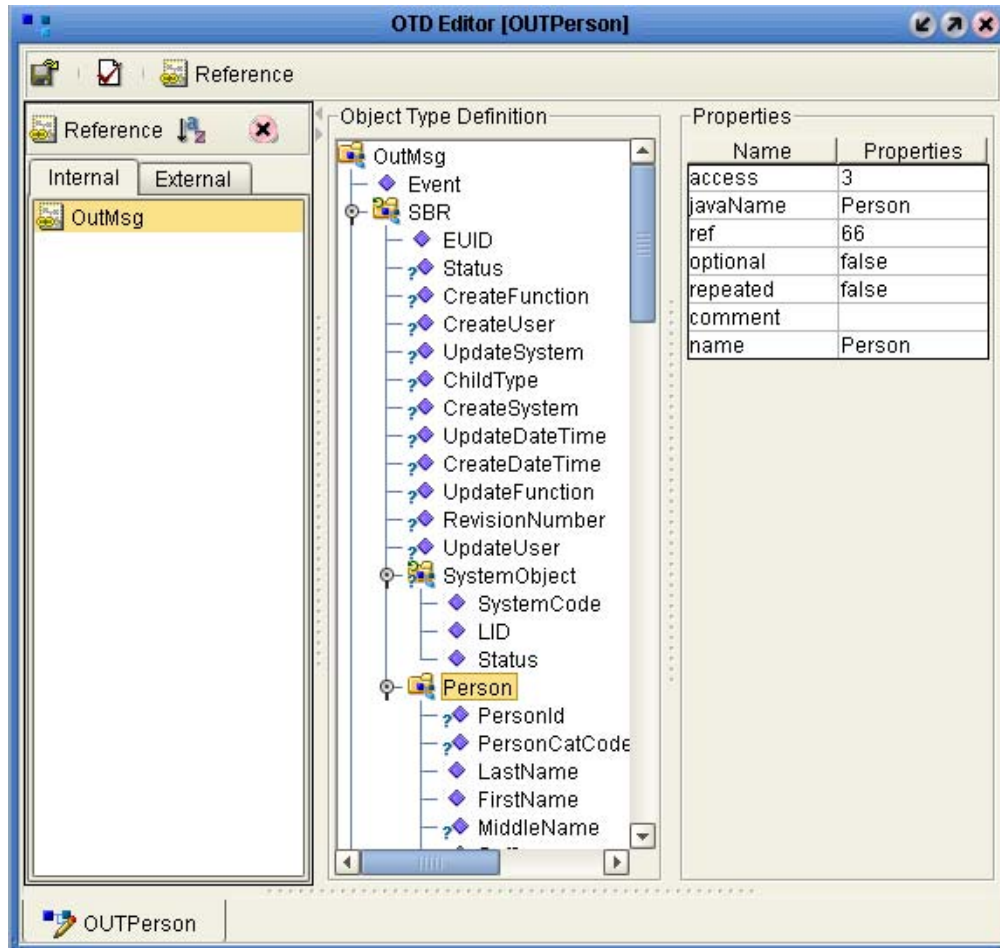 OTD Editor [OUTPerson]
Reference
Reference
Internal External
OutMsg
Object Type Definition
OutMsg
Event
SBR
EUID
? Status
? CreateFunction
? CreateUser
? UpdateSystem
? ChildType
? CreateSystem
? UpdateDateTime
? CreateDateTime
? UpdateFunction
? RevisionNumber
? UpdateUser
SystemObject
SystemCode
LID
Status
Person
? PersonId
? PersonCatCode
LastName
FirstName
? MiddleName
Properties
Name Properties
access 3
javaName Person
ref 66
optional false
repeated false
comment
name Person
OUTPerson